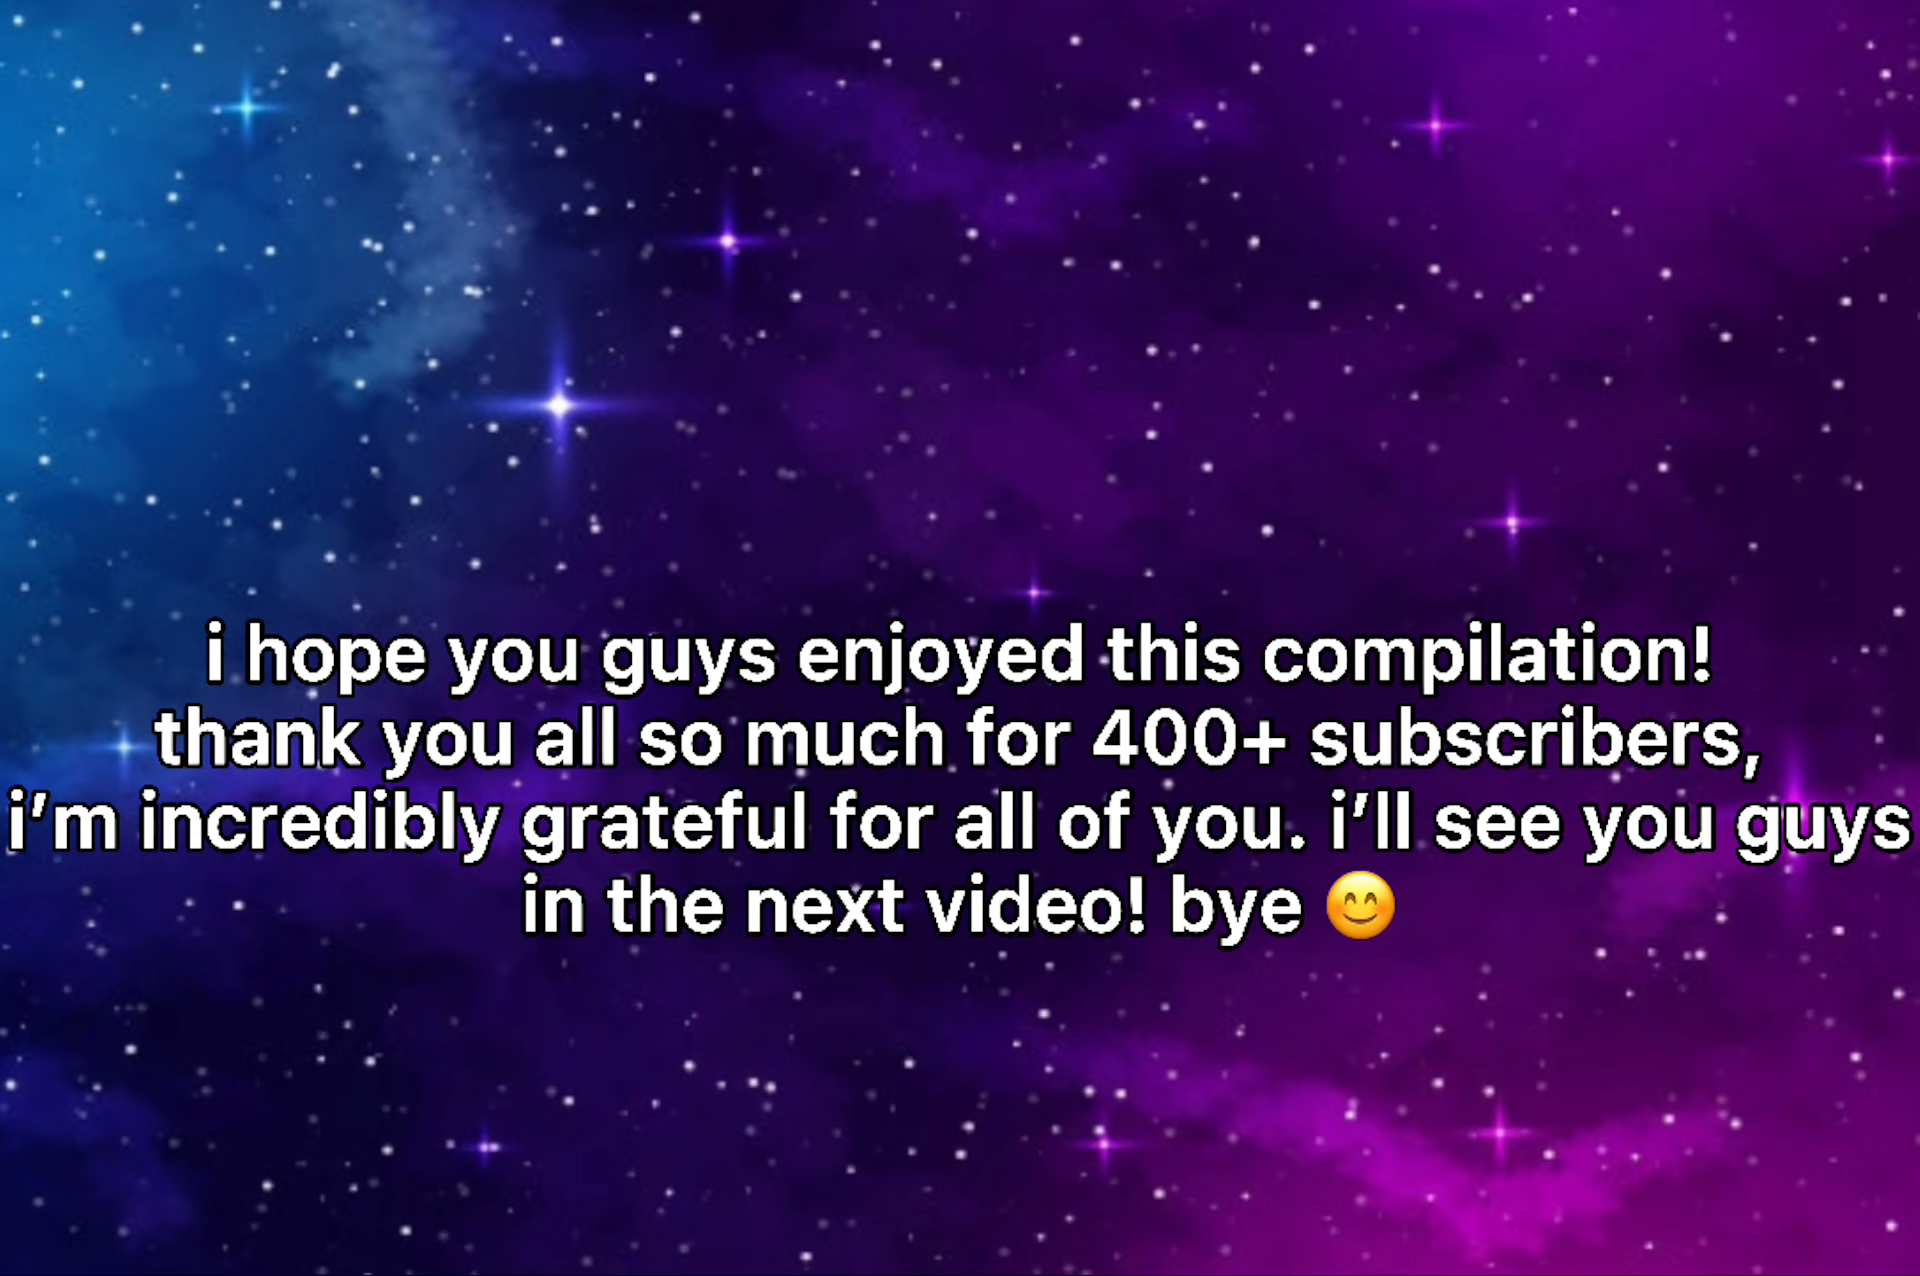 i hope you guys enjoyed this compilation!
thank you all so much for 400+ subscribers,
i’m incredibly grateful for all of you. i’ll see you guys
in the next video! bye 😊